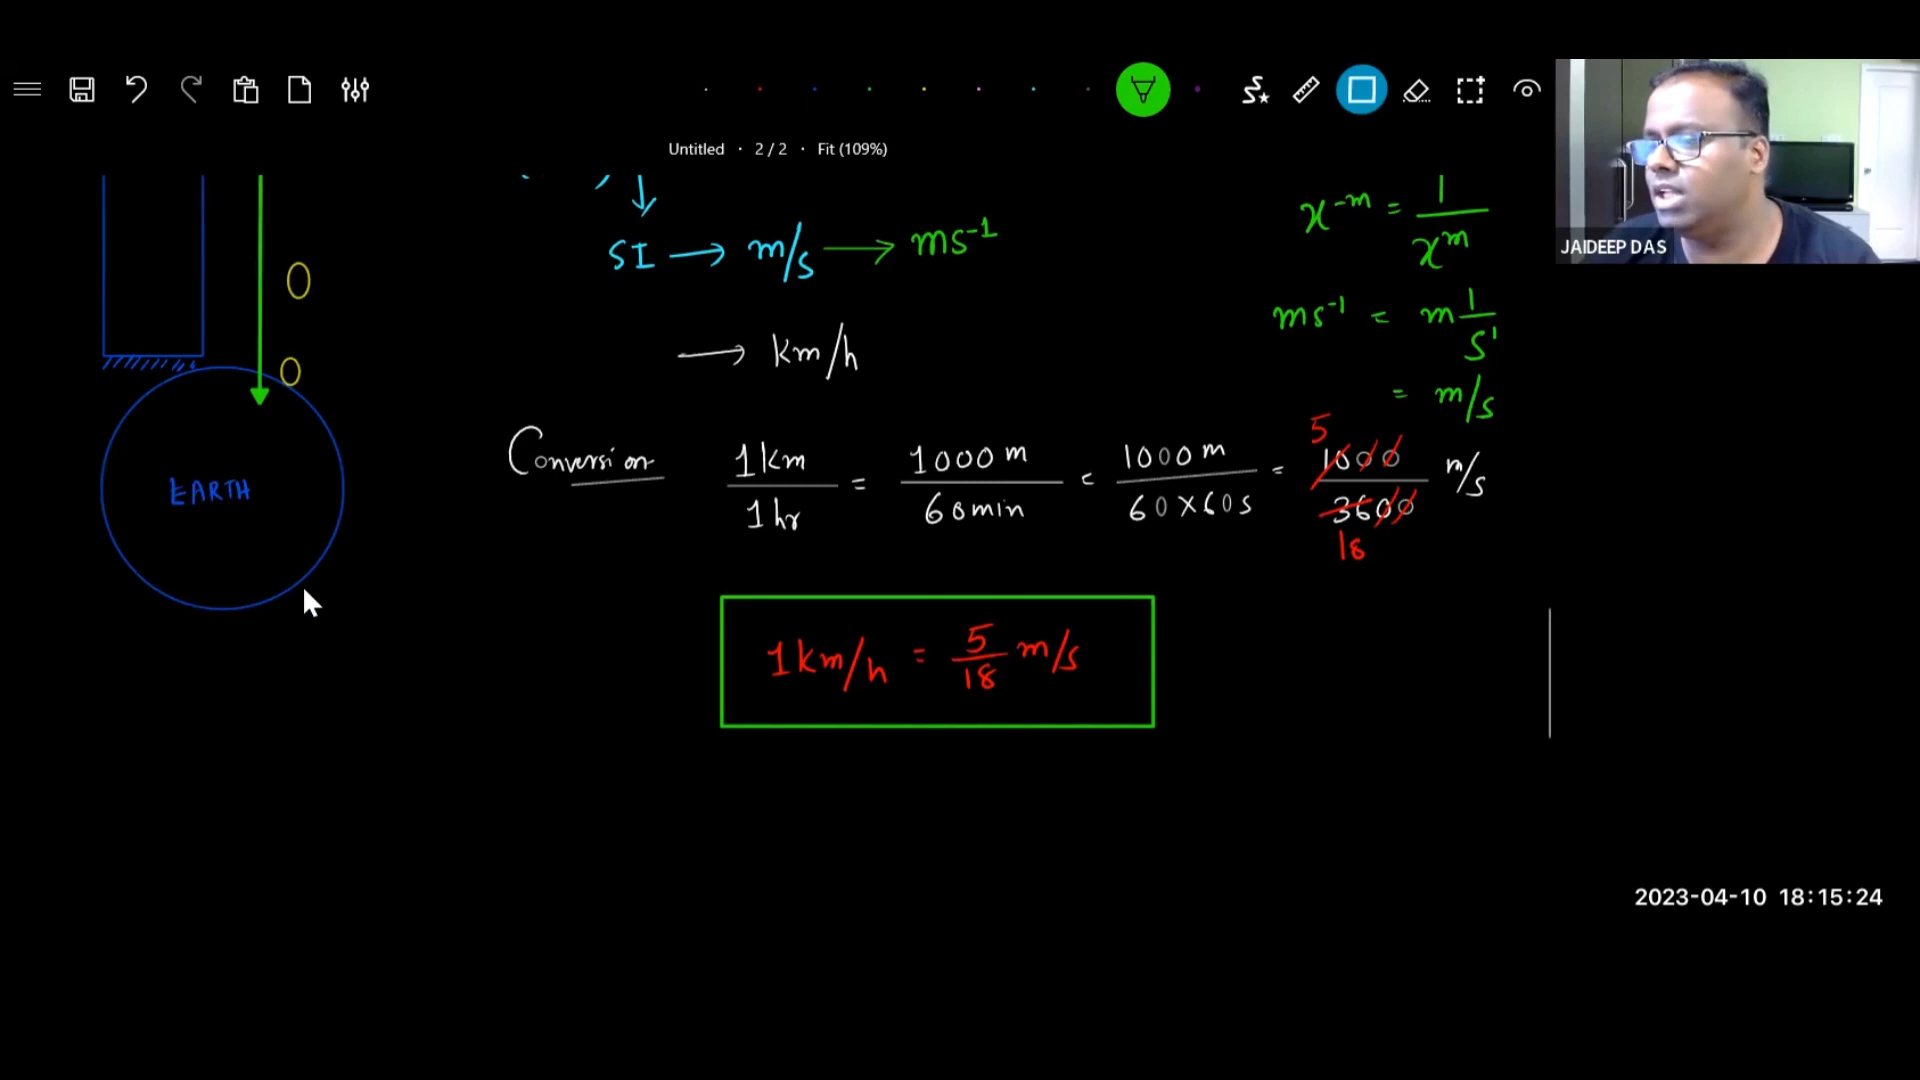 Untitled · 2 / 2 · Fit (109%)
JAIDEEP DAS
SI → m/s → ms⁻¹
→ km/h
x⁻ᵐ = 1/xᵐ
ms⁻¹ = m 1/s¹
= m/s
Conversion 1km/1hr = 1000m/60min = 1000m/60×60s = 1000/3600 m/s
5
18
1km/h = 5/18 m/s
EARTH
0
0
2023-04-10 18:15:24